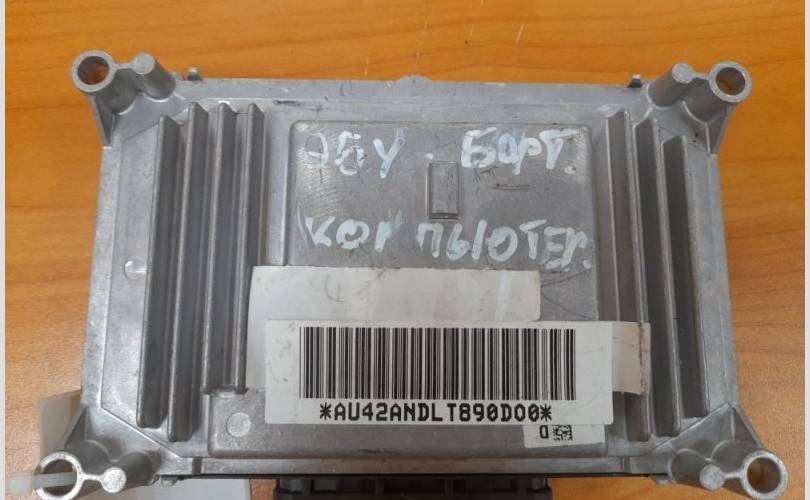 ЭБУ. БОРТ
КОМПЬЮТЕР.
*AU42ANDLT890D00*
D